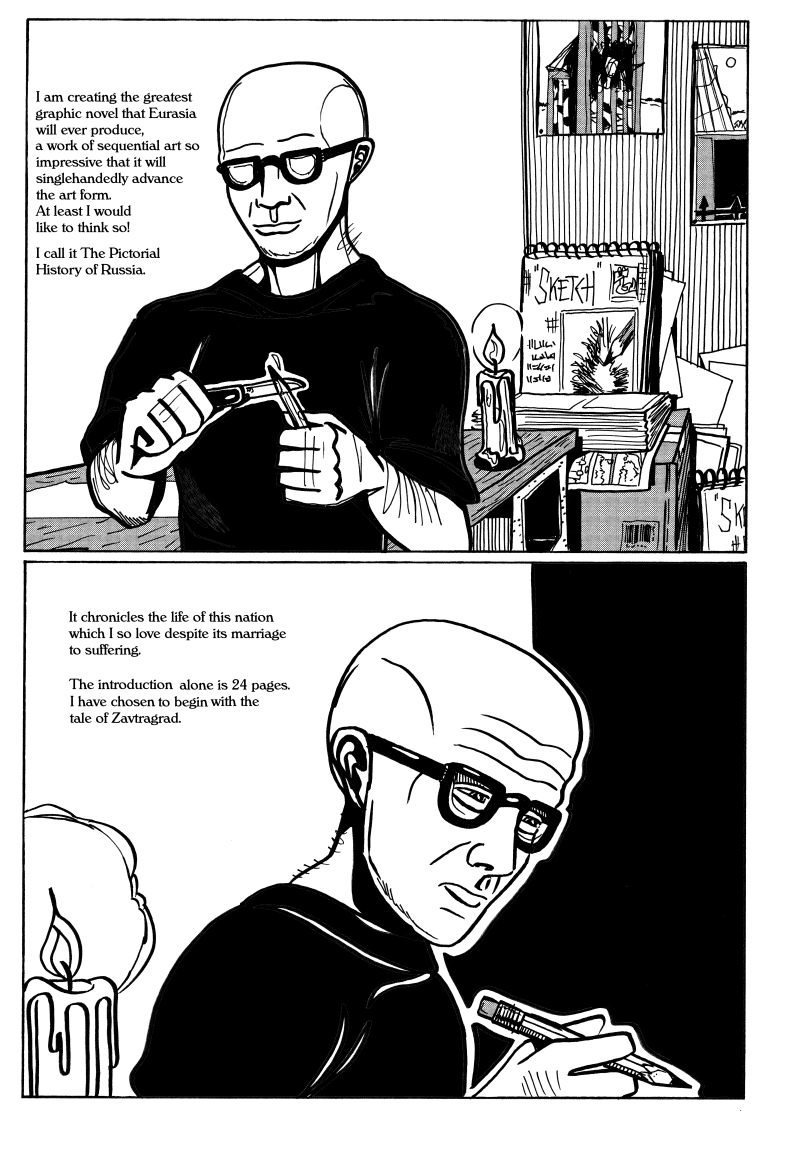 I am creating the greatest
graphic novel that Eurasia
will ever produce,
a work of sequential art so
impressive that it will
singlehandedly advance
the art form.
At least I would
like to think so!
I call it The Pictorial
History of Russia.
"SKETCH"
SK
It chronicles the life of this nation
which I so love despite its marriage
to suffering.
The introduction alone is 24 pages.
I have chosen to begin with the
tale of Zavtragrad.